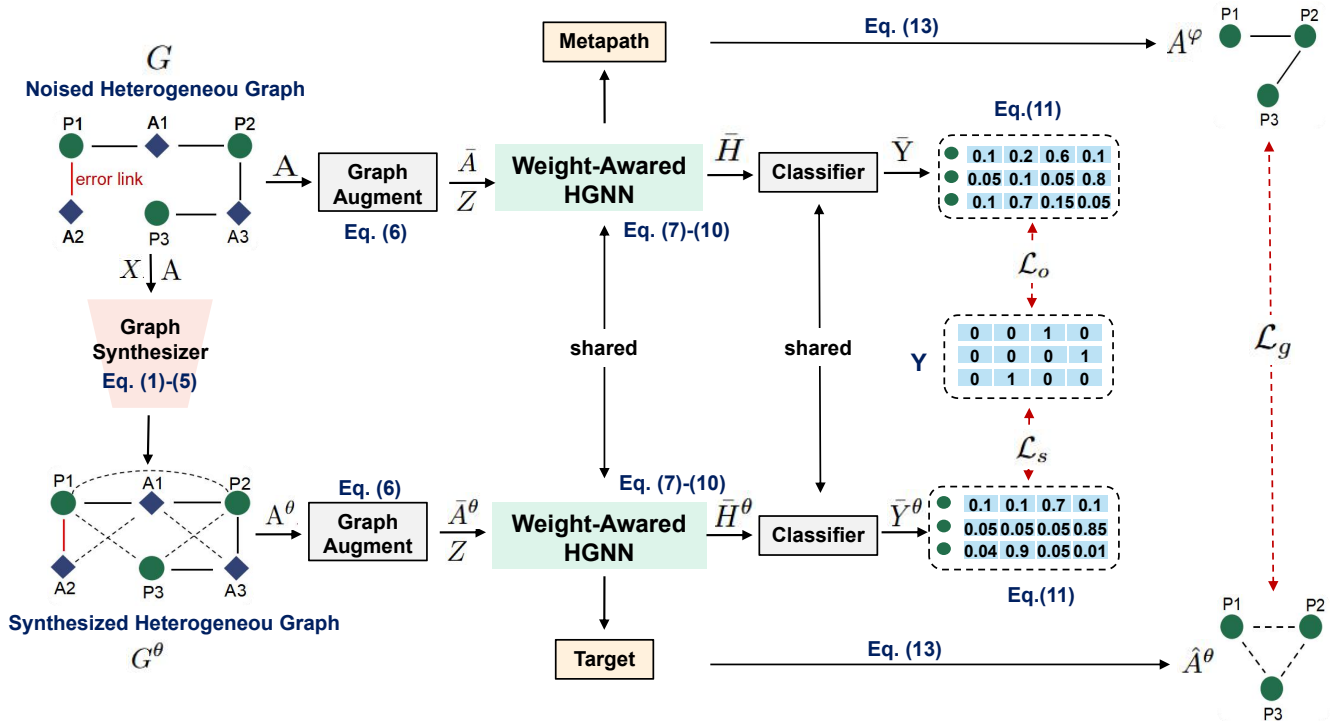 G
Noised Heterogeneou Graph
P1
A1
P2
error link
A2
P3
A3
A
Graph
Augment
Eq. (6)
Ā
Z
Metapath
Weight-Awared
HGNN
Eq. (7)-(10)
H̄
Classifier
Ȳ
Eq.(11)
0.1 0.2 0.6 0.1
0.05 0.1 0.05 0.8
0.1 0.7 0.15 0.05
Eq. (13)
A^φ
P1
P2
P3
X A
Graph
Synthesizer
Eq. (1)-(5)
shared
shared
ℒ_o
Y
0 0 1 0
0 0 0 1
0 1 0 0
ℒ_s
ℒ_g
P1
A1
P2
A2
P3
A3
Synthesized Heterogeneou Graph
G^θ
A^θ
Eq. (6)
Graph
Augment
Ā^θ
Z
Eq. (7)-(10)
Weight-Awared
HGNN
H̄^θ
Classifier
Ȳ^θ
0.1 0.1 0.7 0.1
0.05 0.05 0.05 0.85
0.04 0.9 0.05 0.01
Eq.(11)
Target
Eq. (13)
Â^θ
P1
P2
P3